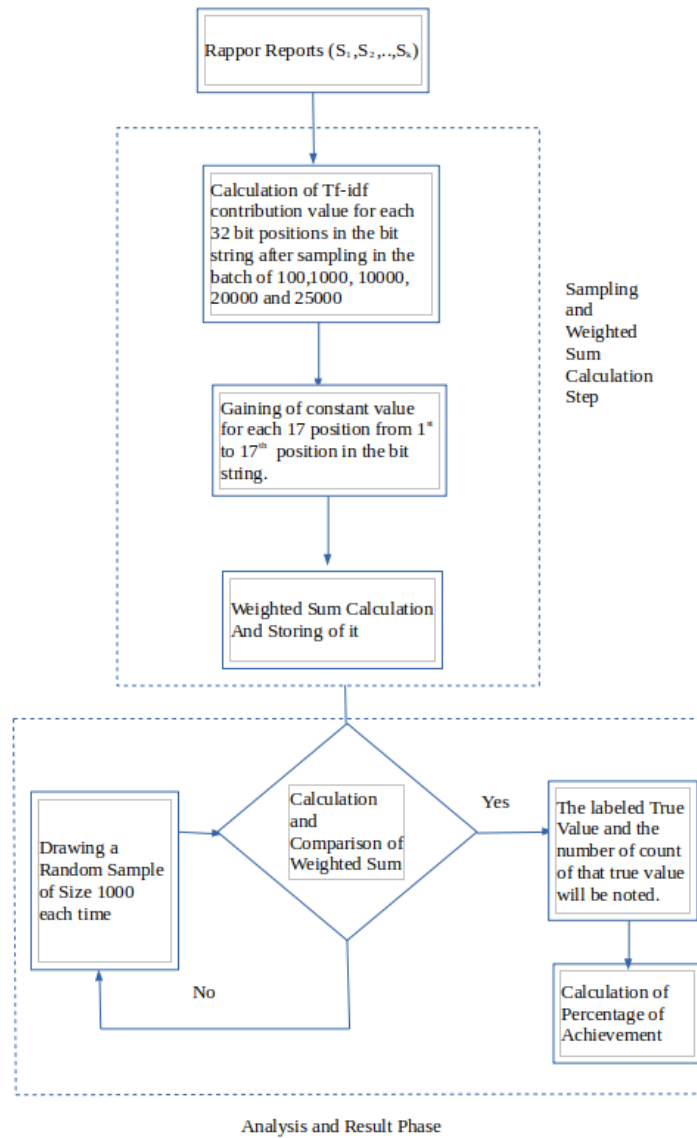 Rappor Reports (S₁,S₂,..,Sₖ)
Calculation of Tf-idf
contribution value for each
32 bit positions in the bit
string after sampling in the
batch of 100,1000, 10000,
20000 and 25000
Sampling
and
Weighted
Sum
Calculation
Step
Gaining of constant value
for each 17 position from 1ˢᵗ
to 17ᵗʰ position in the bit
string.
Weighted Sum Calculation
And Storing of it
Calculation
and
Comparison of
Weighted Sum
Drawing a
Random Sample
of Size 1000
each time
Yes
The labeled True
Value and the
number of count
of that true value
will be noted.
No
Calculation of
Percentage of
Achievement
Analysis and Result Phase